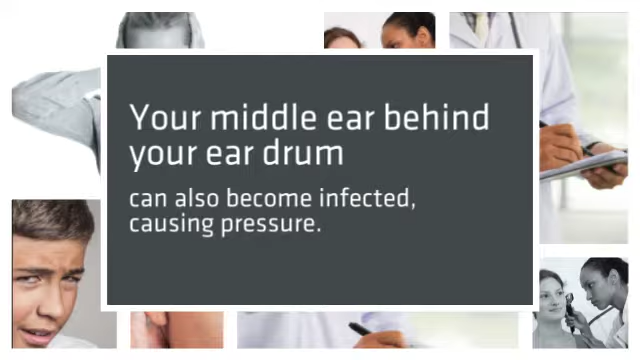 Your middle ear behind
your ear drum
can also become infected,
causing pressure.